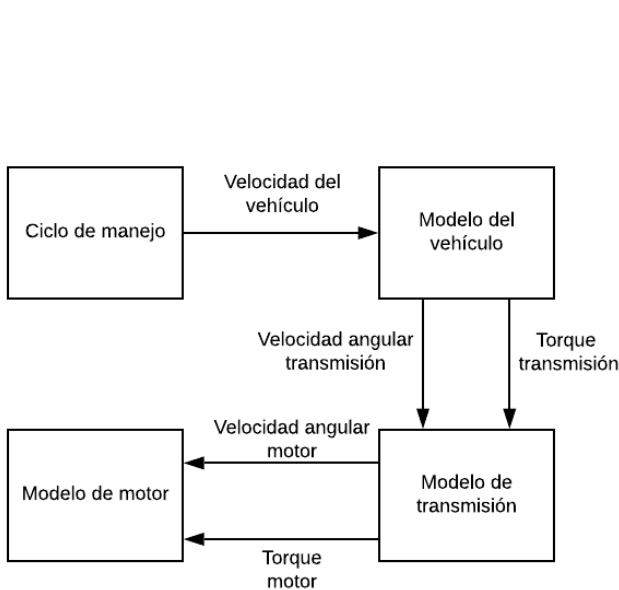 Velocidad del
vehículo
Ciclo de manejo
Modelo del
vehículo
Velocidad angular
transmisión
Torque
transmisión
Velocidad angular
motor
Modelo de motor
Modelo de
transmisión
Torque
motor